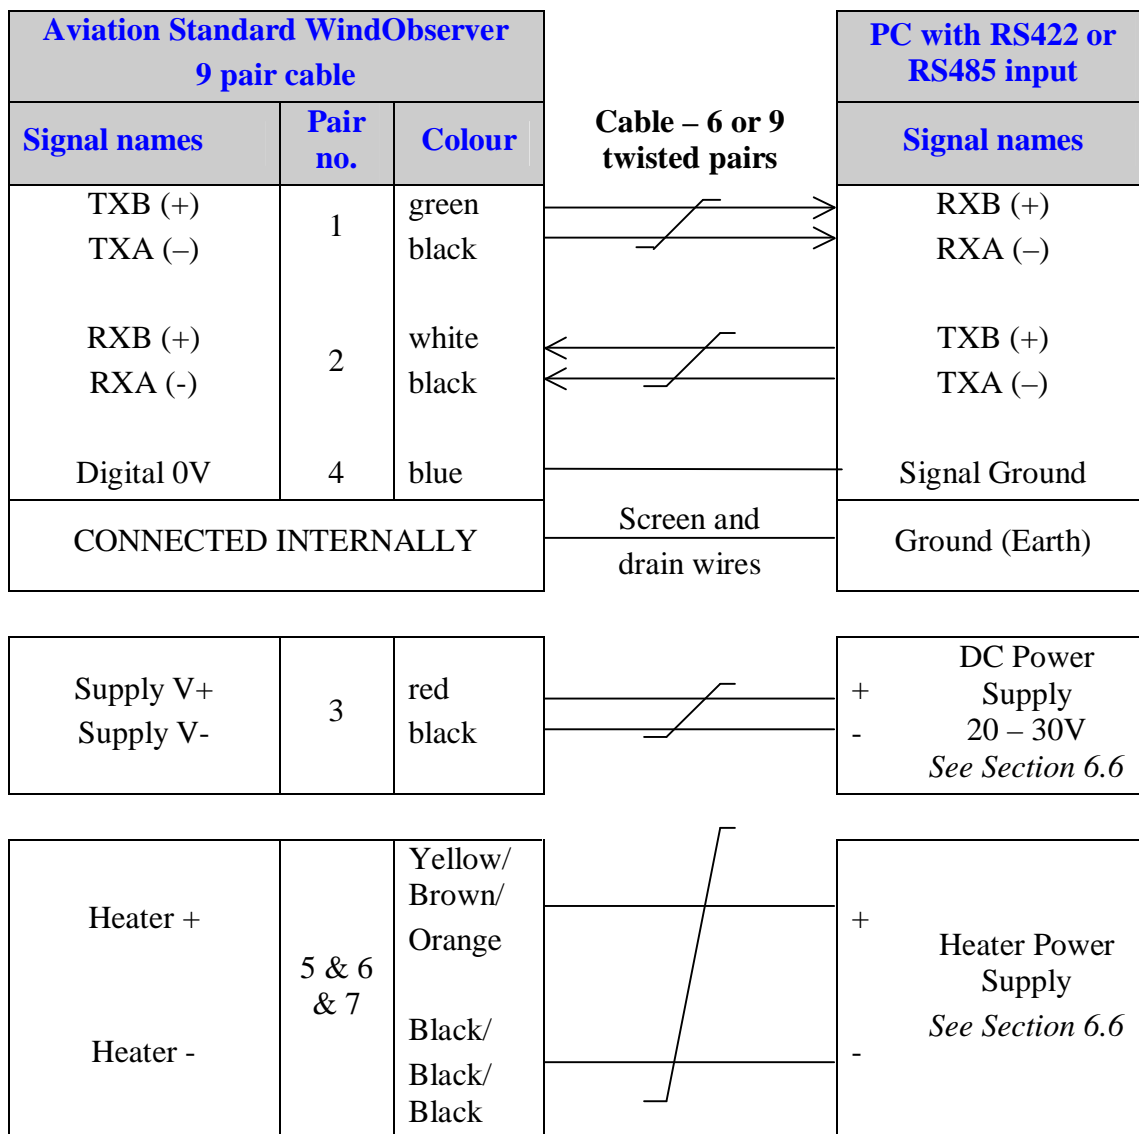 Aviation Standard WindObserver
9 pair cable
PC with RS422 or
RS485 input
Signal names
Pair
no.
Colour
Cable – 6 or 9
twisted pairs
Signal names
TXB (+)
1
green
RXB (+)
TXA (–)
black
RXA (–)
RXB (+)
2
white
TXB (+)
RXA (-)
black
TXA (–)
Digital 0V
4
blue
Signal Ground
CONNECTED INTERNALLY
Screen and
drain wires
Ground (Earth)
Supply V+
Supply V-
3
red
black
+
-
DC Power
Supply
20 – 30V
See Section 6.6
Heater +
Heater -
5 & 6
& 7
Yellow/
Brown/
Orange
Black/
Black/
Black
+
-
Heater Power
Supply
See Section 6.6